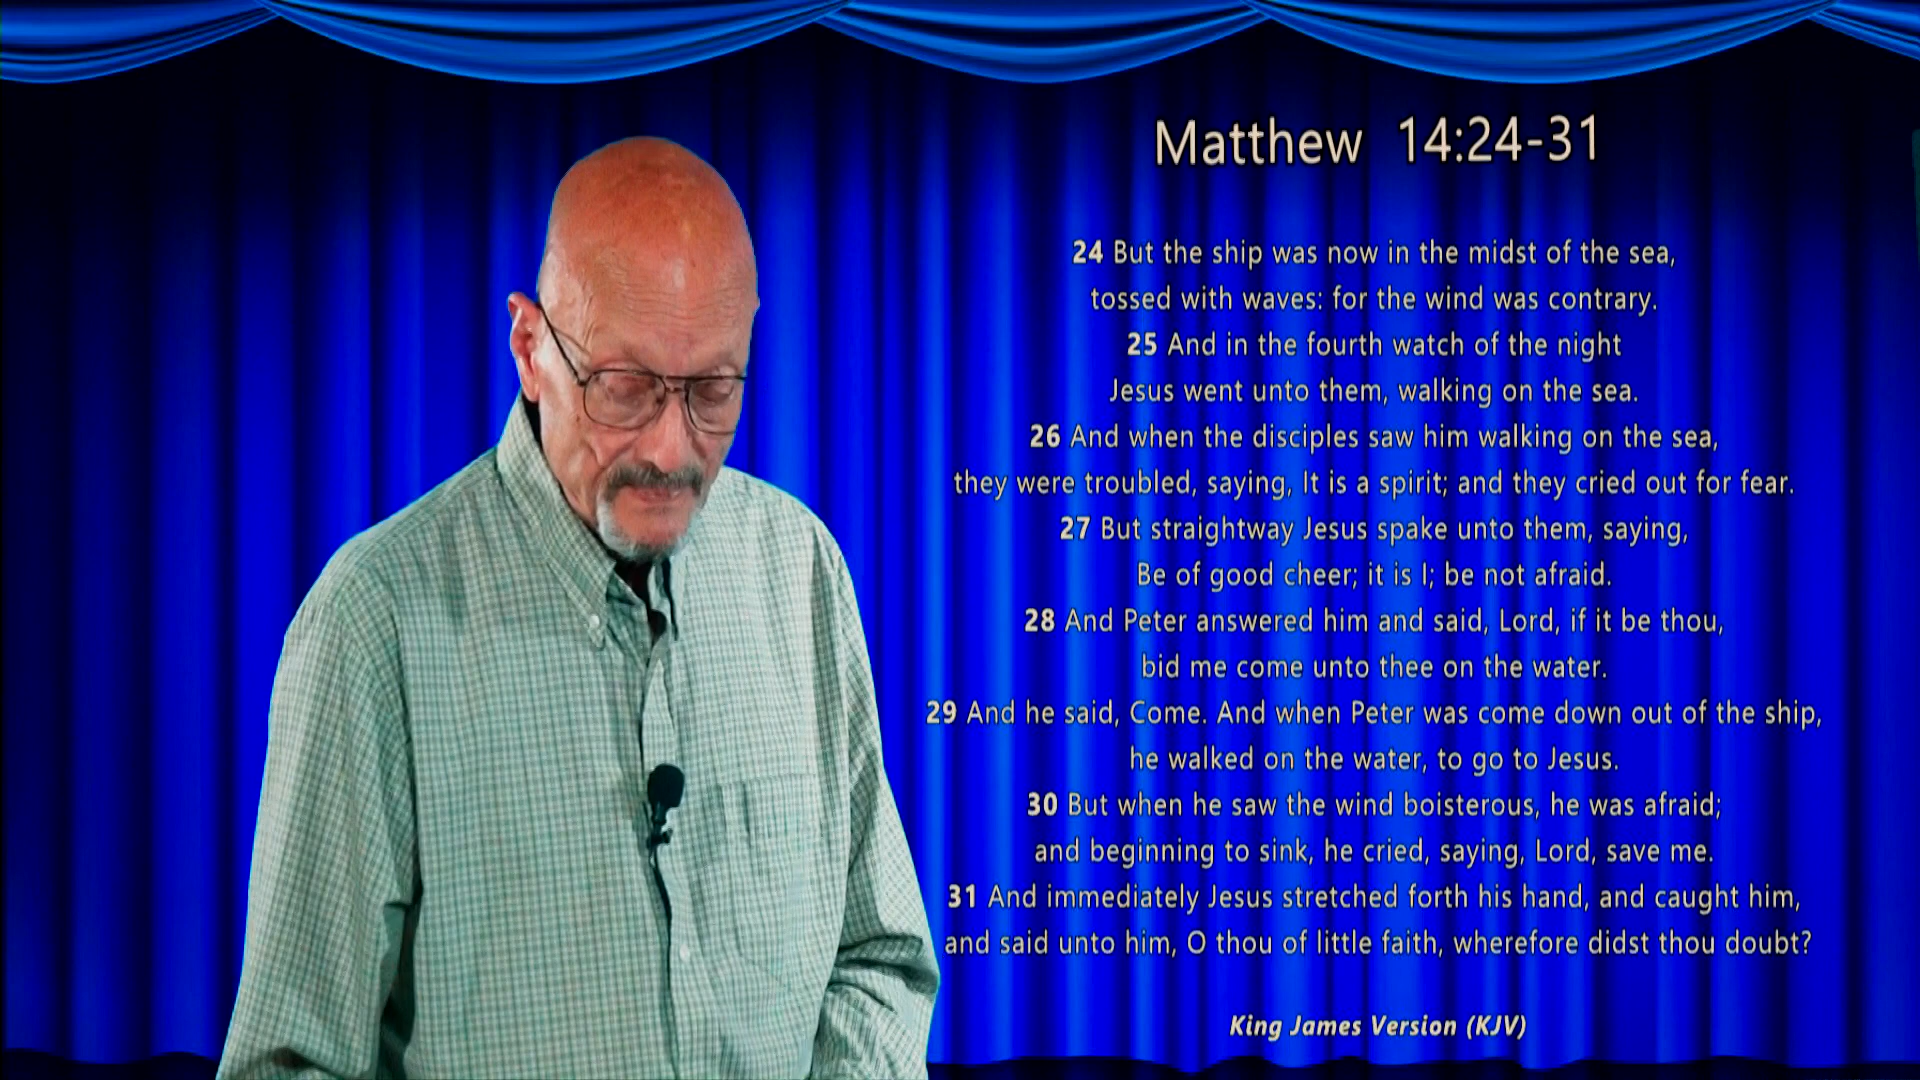 Matthew 14:24-31
24 But the ship was now in the midst of the sea,
tossed with waves: for the wind was contrary.
25 And in the fourth watch of the night
Jesus went unto them, walking on the sea.
26 And when the disciples saw him walking on the sea,
they were troubled, saying, It is a spirit; and they cried out for fear.
27 But straightway Jesus spake unto them, saying,
Be of good cheer; it is I; be not afraid.
28 And Peter answered him and said, Lord, if it be thou,
bid me come unto thee on the water.
29 And he said, Come. And when Peter was come down out of the ship,
he walked on the water, to go to Jesus.
30 But when he saw the wind boisterous, he was afraid;
and beginning to sink, he cried, saying, Lord, save me.
31 And immediately Jesus stretched forth his hand, and caught him,
and said unto him, O thou of little faith, wherefore didst thou doubt?
King James Version (KJV)